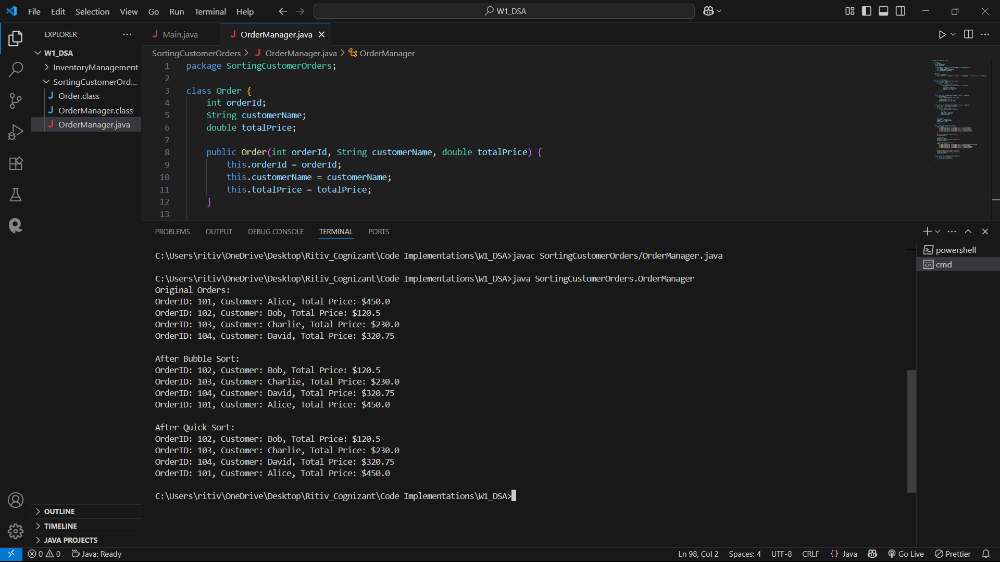 File Edit Selection View Go Run Terminal Help
W1_DSA
EXPLORER
W1_DSA
InventoryManagement
SortingCustomerOrd...
Order.class
OrderManager.class
OrderManager.java
OUTLINE
TIMELINE
JAVA PROJECTS
Main.java
OrderManager.java
SortingCustomerOrders > OrderManager.java > OrderManager
1 package SortingCustomerOrders;
2
3 class Order {
4 int orderId;
5 String customerName;
6 double totalPrice;
7
8 public Order(int orderId, String customerName, double totalPrice) {
9 this.orderId = orderId;
10 this.customerName = customerName;
11 this.totalPrice = totalPrice;
12 }
13
PROBLEMS OUTPUT DEBUG CONSOLE TERMINAL PORTS
C:\Users\ritiv\OneDrive\Desktop\Ritiv_Cognizant\Code Implementations\W1_DSA>javac SortingCustomerOrders/OrderManager.java
C:\Users\ritiv\OneDrive\Desktop\Ritiv_Cognizant\Code Implementations\W1_DSA>java SortingCustomerOrders.OrderManager
Original Orders:
OrderID: 101, Customer: Alice, Total Price: $450.0
OrderID: 102, Customer: Bob, Total Price: $120.5
OrderID: 103, Customer: Charlie, Total Price: $230.0
OrderID: 104, Customer: David, Total Price: $320.75
After Bubble Sort:
OrderID: 102, Customer: Bob, Total Price: $120.5
OrderID: 103, Customer: Charlie, Total Price: $230.0
OrderID: 104, Customer: David, Total Price: $320.75
OrderID: 101, Customer: Alice, Total Price: $450.0
After Quick Sort:
OrderID: 102, Customer: Bob, Total Price: $120.5
OrderID: 103, Customer: Charlie, Total Price: $230.0
OrderID: 104, Customer: David, Total Price: $320.75
OrderID: 101, Customer: Alice, Total Price: $450.0
C:\Users\ritiv\OneDrive\Desktop\Ritiv_Cognizant\Code Implementations\W1_DSA>
powershell
cmd
0 0 Java: Ready
Ln 98, Col 2 Spaces: 4 UTF-8 CRLF {} Java Go Live Prettier